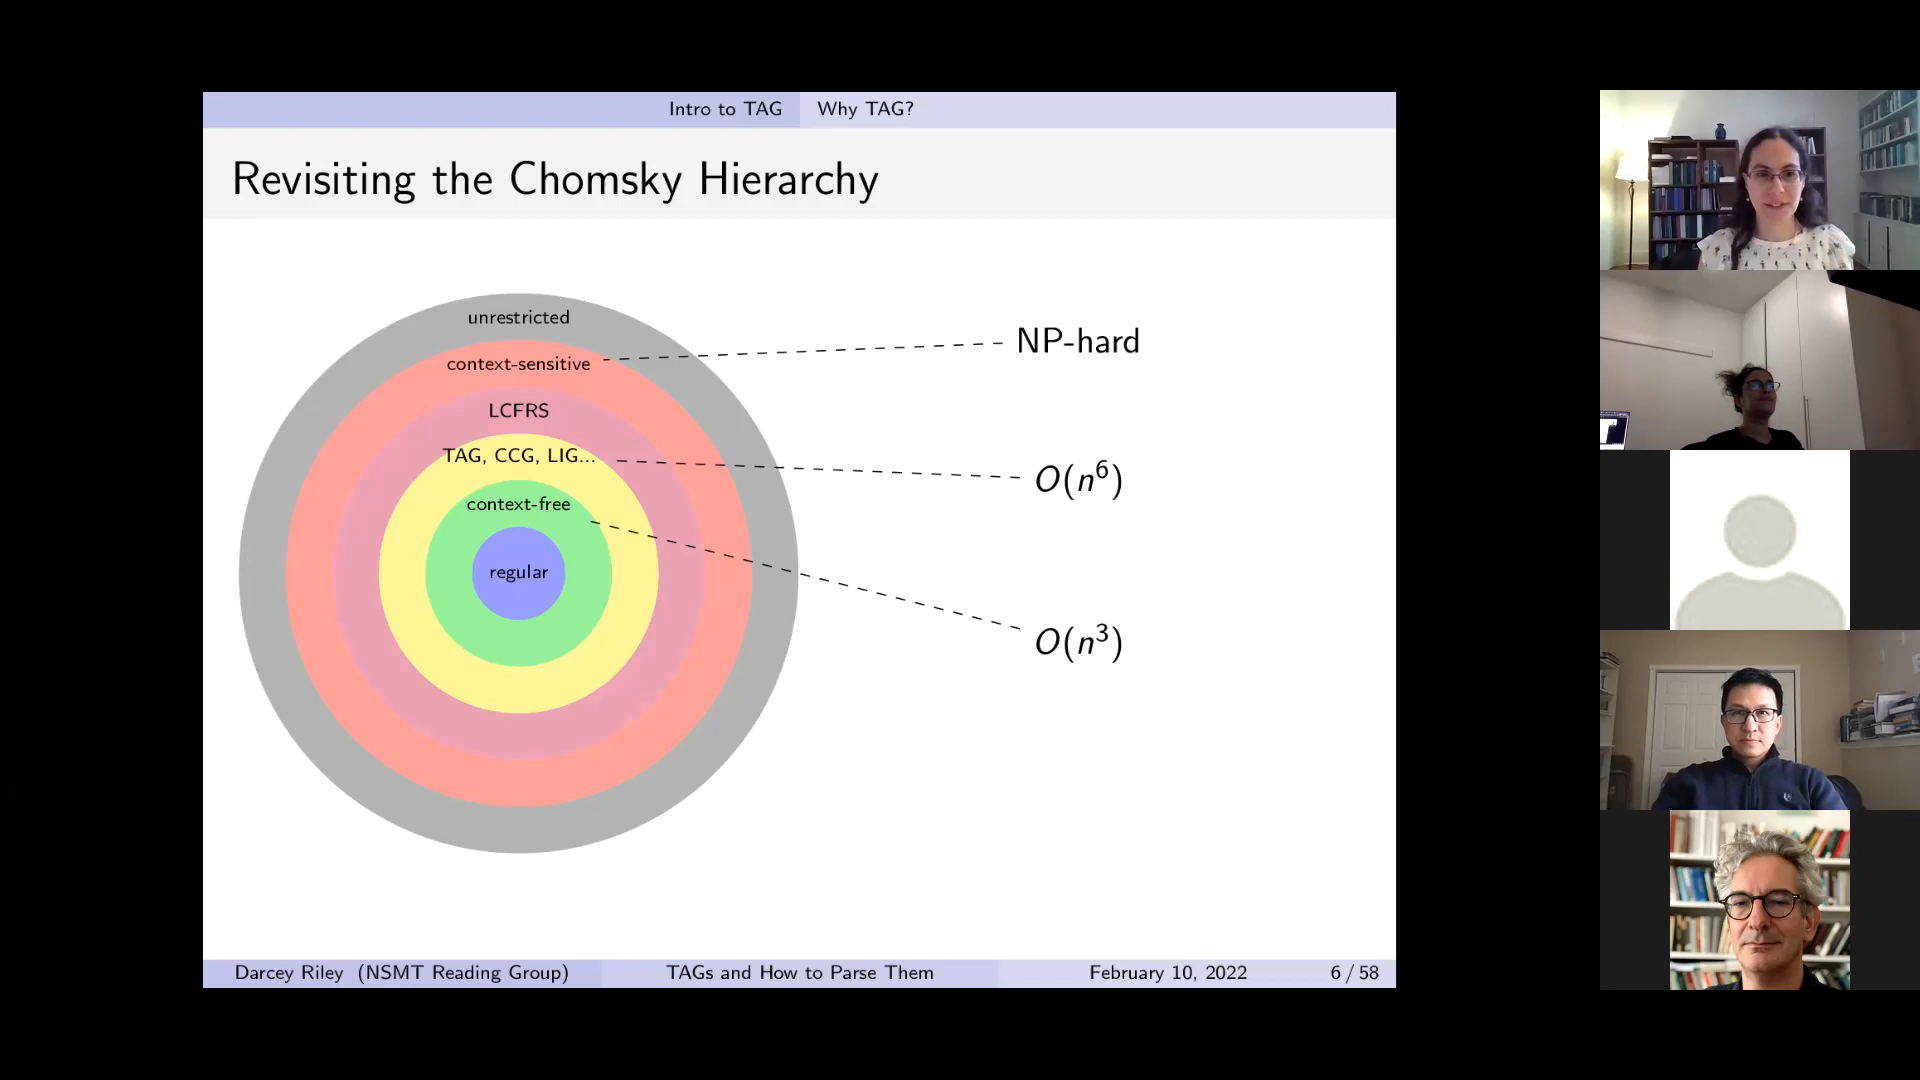 Intro to TAG Why TAG?
Revisiting the Chomsky Hierarchy
unrestricted
context-sensitive
LCFRS
TAG, CCG, LIG...
context-free
regular
NP-hard
O(n⁶)
O(n³)
Darcey Riley (NSMT Reading Group) TAGs and How to Parse Them February 10, 2022 6 / 58